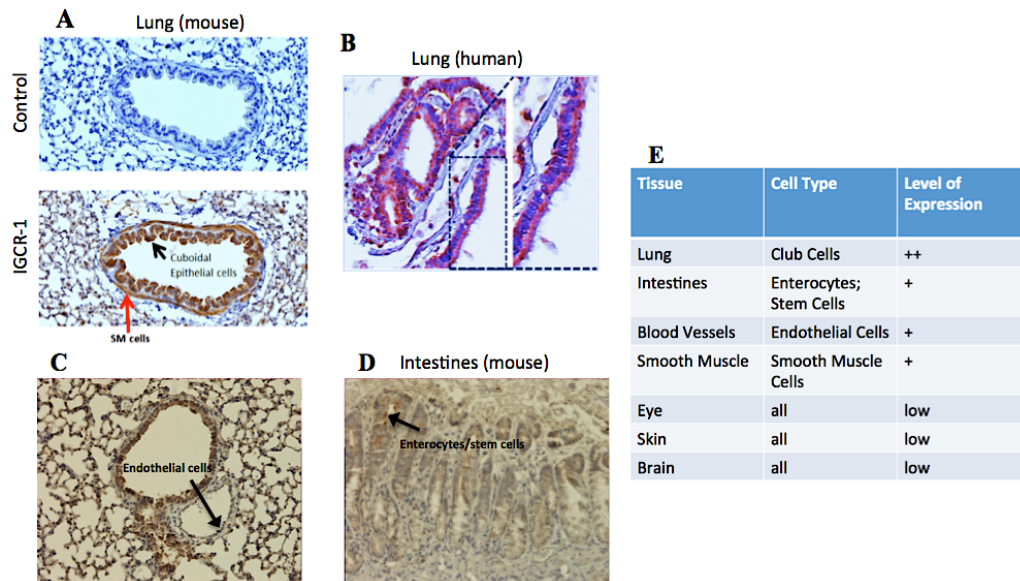 A
Lung (mouse)
Control
IGCR-1
Cuboidal
Epithelial cells
SM cells
B
Lung (human)
C
Endothelial cells
D
Intestines (mouse)
Enterocytes/stem cells
E
Tissue Cell Type Level of
Expression
Lung Club Cells ++
Intestines Enterocytes; +
Stem Cells
Blood Vessels Endothelial Cells +
Smooth Muscle Smooth Muscle +
Cells
Eye all low
Skin all low
Brain all low